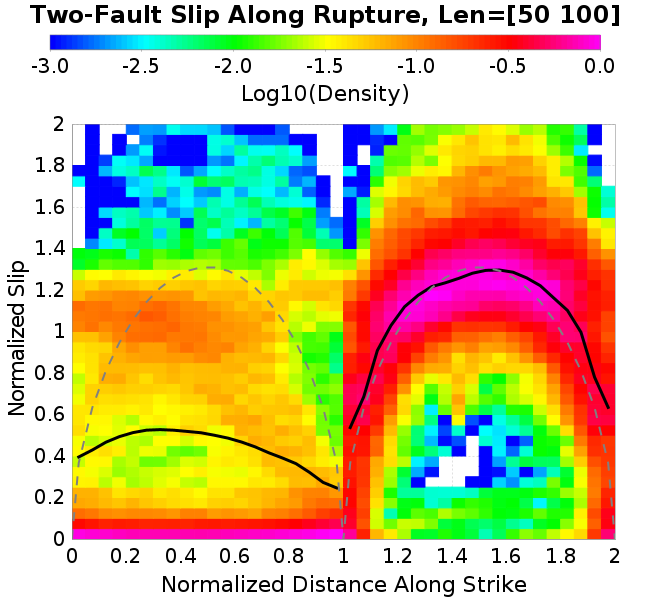 Two-Fault Slip Along Rupture, Len=[50 100]
-3.0 -2.5 -2.0 -1.5 -1.0 -0.5 0.0
Log10(Density)
2
1.8
1.6
1.4
1.2
1
0.8
0.6
0.4
0.2
0
Normalized Slip
0 0.2 0.4 0.6 0.8 1 1.2 1.4 1.6 1.8 2
Normalized Distance Along Strike